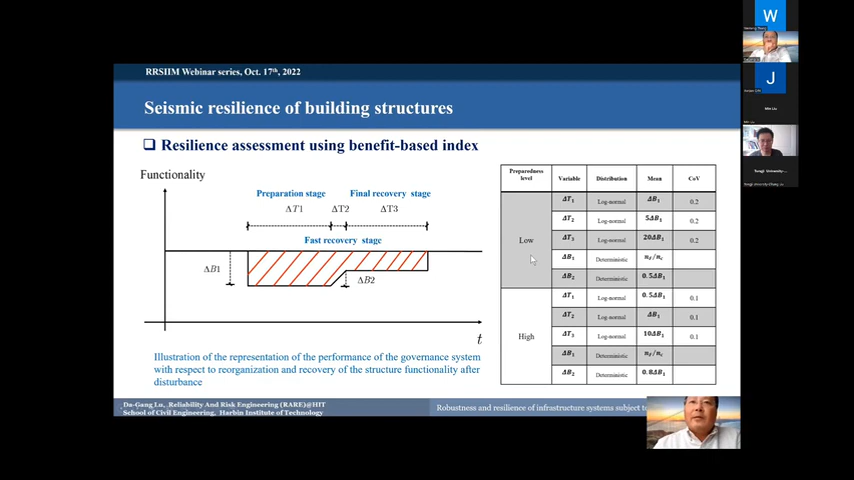 RRSIIM Webinar series, Oct. 17th, 2022
Seismic resilience of building structures
Resilience assessment using benefit-based index
Functionality
Preparation stage
Final recovery stage
ΔT1
ΔT2
ΔT3
Fast recovery stage
ΔB1
ΔB2
t
Illustration of the representation of the performance of the governance system
with respect to reorganization and recovery of the structure functionality after
disturbance
Preparedness level Variable Distribution Mean CoV
Low
ΔT₁ Log-normal ΔB₁ 0.2
ΔT₂ Log-normal 5ΔB₁ 0.2
ΔT₃ Log-normal 20ΔB₁ 0.2
ΔB₁ Deterministic
ΔB₂ Deterministic 0.5ΔB₁
High
ΔT₁ Log-normal 0.5ΔB₁ 0.1
ΔT₂ Log-normal ΔB₁ 0.1
ΔT₃ Log-normal 10ΔB₁ 0.1
ΔB₁ Deterministic
ΔB₂ Deterministic 0.8ΔB₁
Da-Gang Lu, Reliability And Risk Engineering (RARE)@HIT
School of Civil Engineering, Harbin Institute of Technology
Robustness and resilience of infrastructure systems subject to
W
J
Min Liu
Tongji University-...